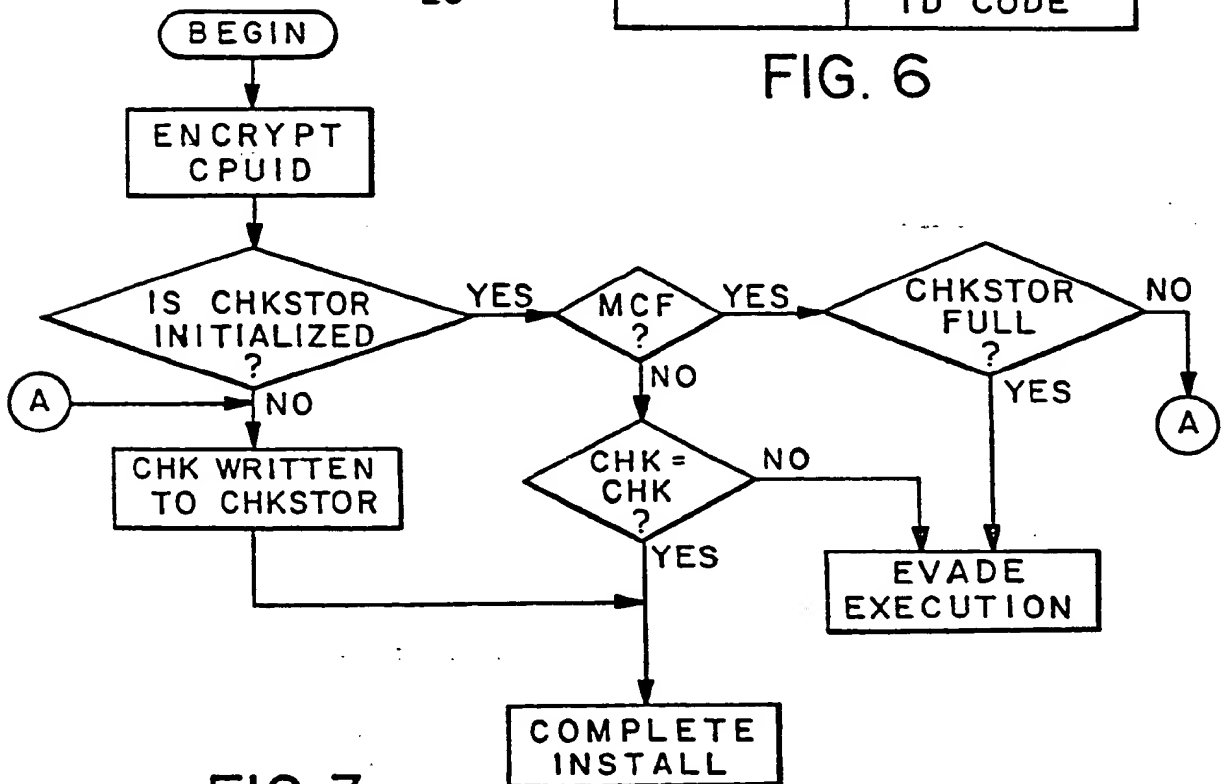 ID CODE
FIG. 6
BEGIN
ENCRYPT
CPUID
IS CHKSTOR
INITIALIZED
?
YES
MCF
?
YES
CHKSTOR
FULL
?
NO
A
NO
NO
YES
A
CHK WRITTEN
TO CHKSTOR
CHK =
CHK
?
NO
YES
EVADE
EXECUTION
COMPLETE
INSTALL
FIG. 7